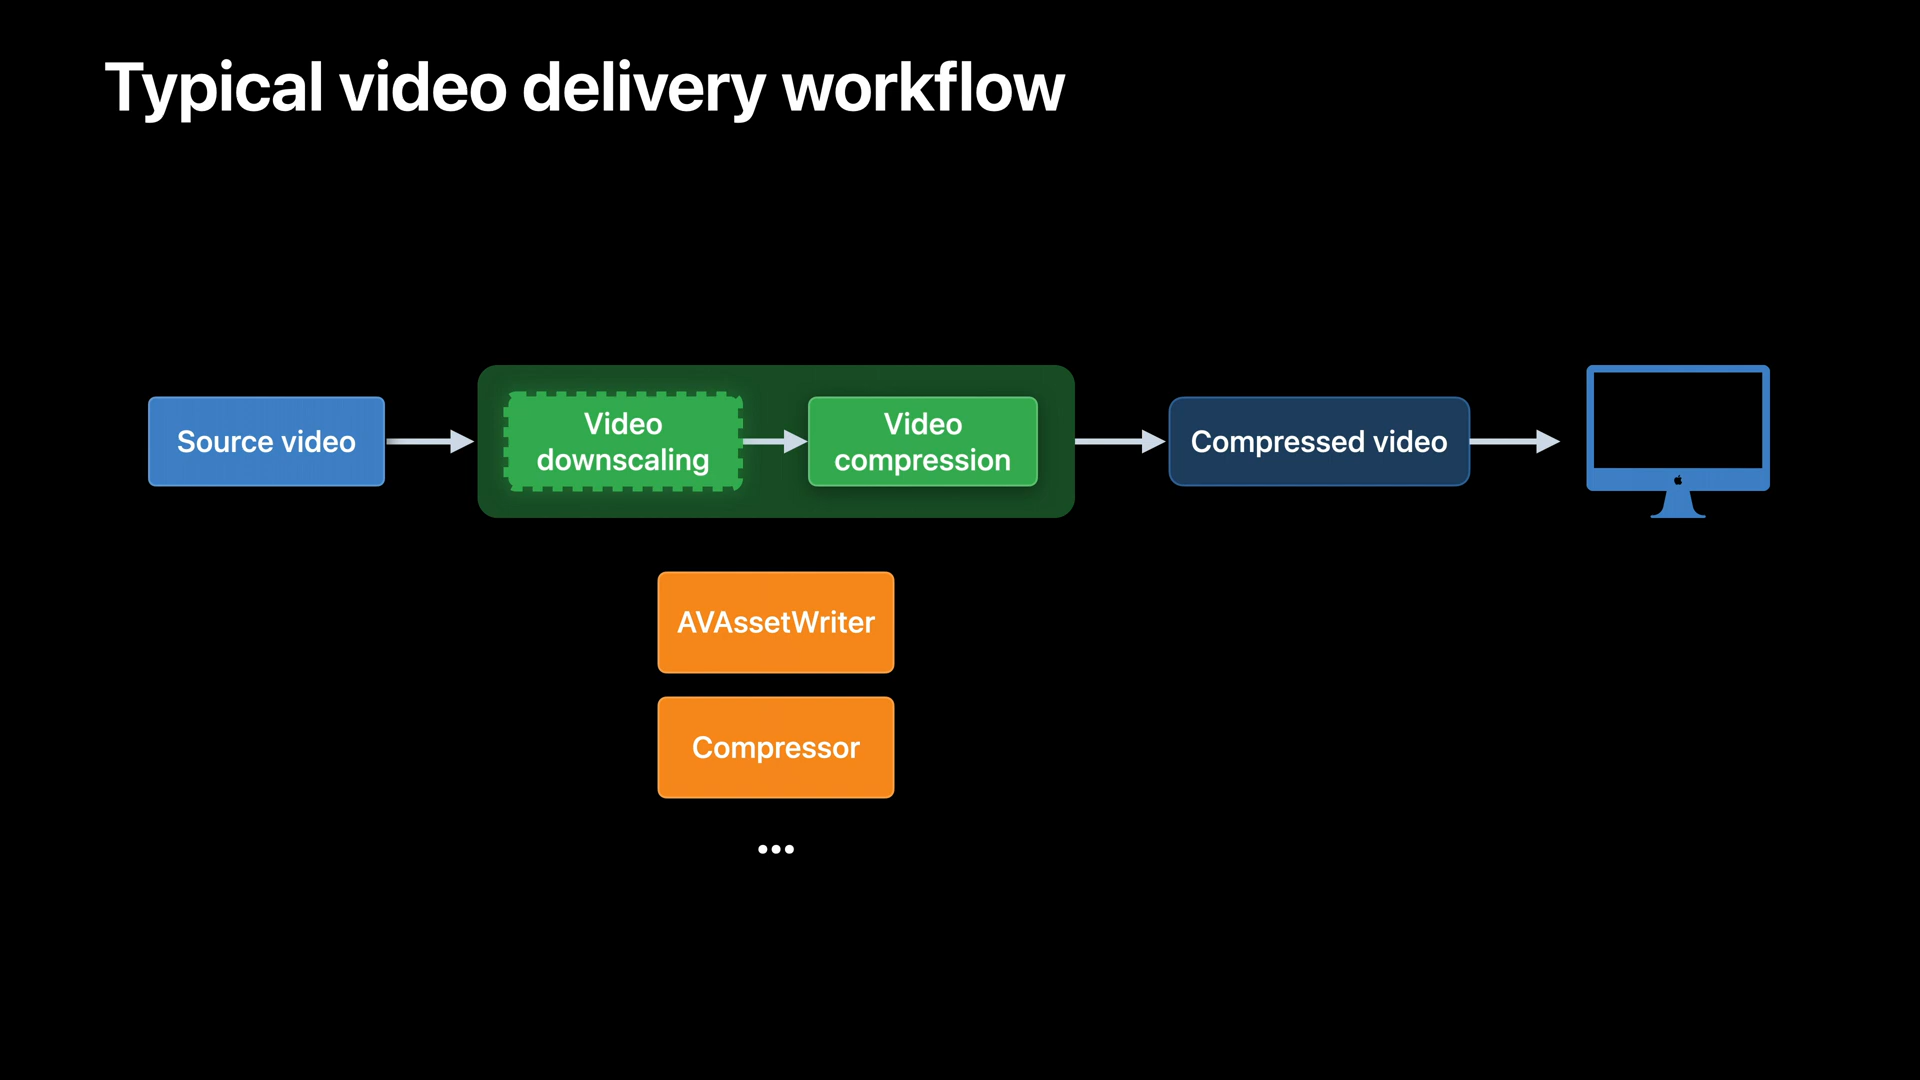 Typical video delivery workflow
Source video
Video
downscaling
Video
compression
Compressed video
AVAssetWriter
Compressor
...